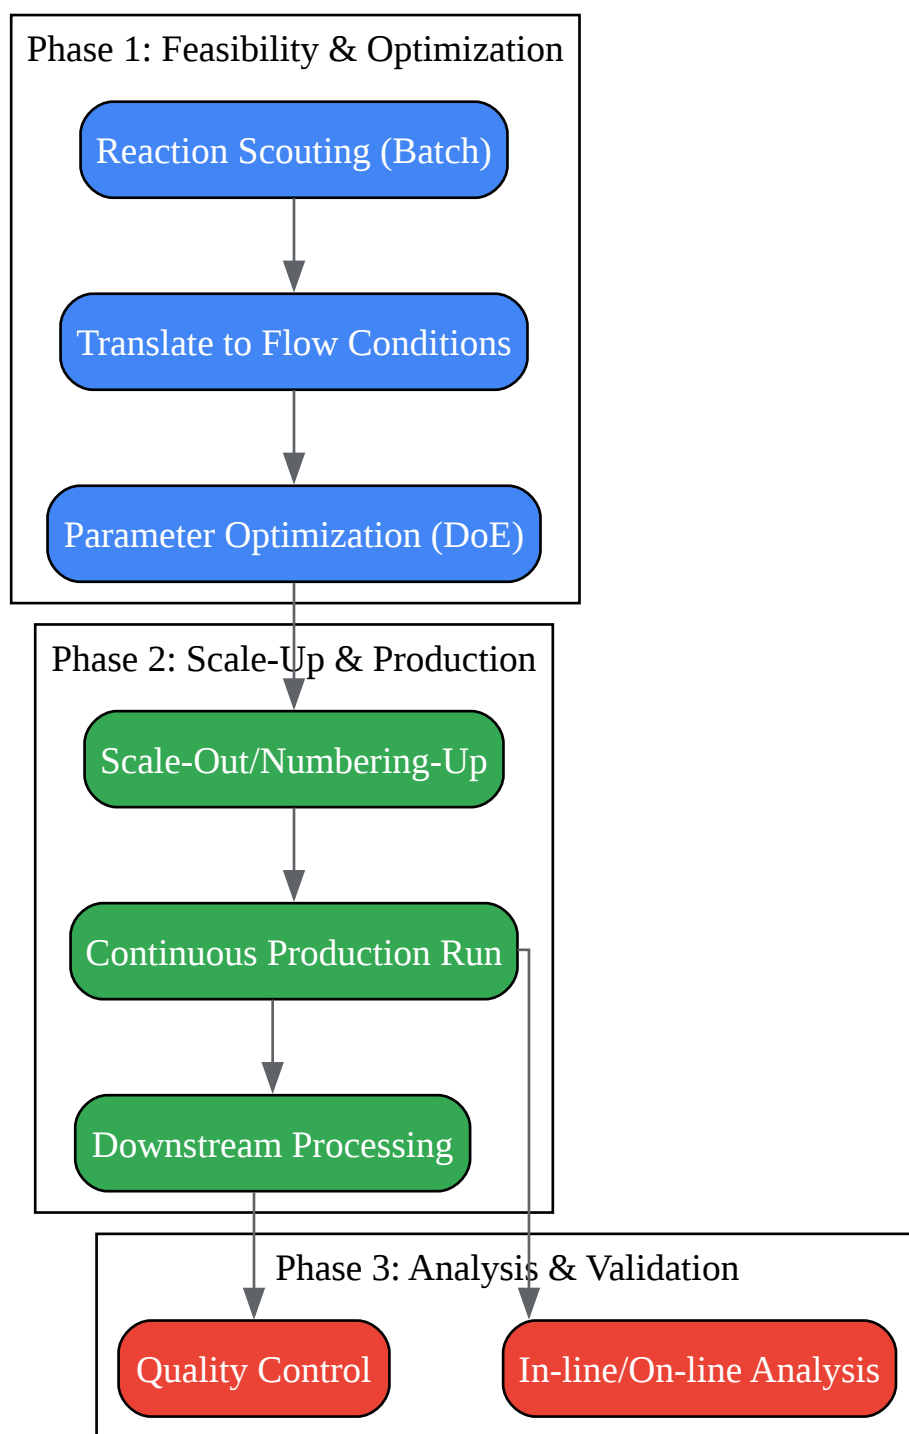 Phase 1: Feasibility & Optimization
Reaction Scouting (Batch)
Translate to Flow Conditions
Parameter Optimization (DoE)
Phase 2: Scale-Up & Production
Scale-Out/Numbering-Up
Continuous Production Run
Downstream Processing
Phase 3: Analysis & Validation
Quality Control
In-line/On-line Analysis